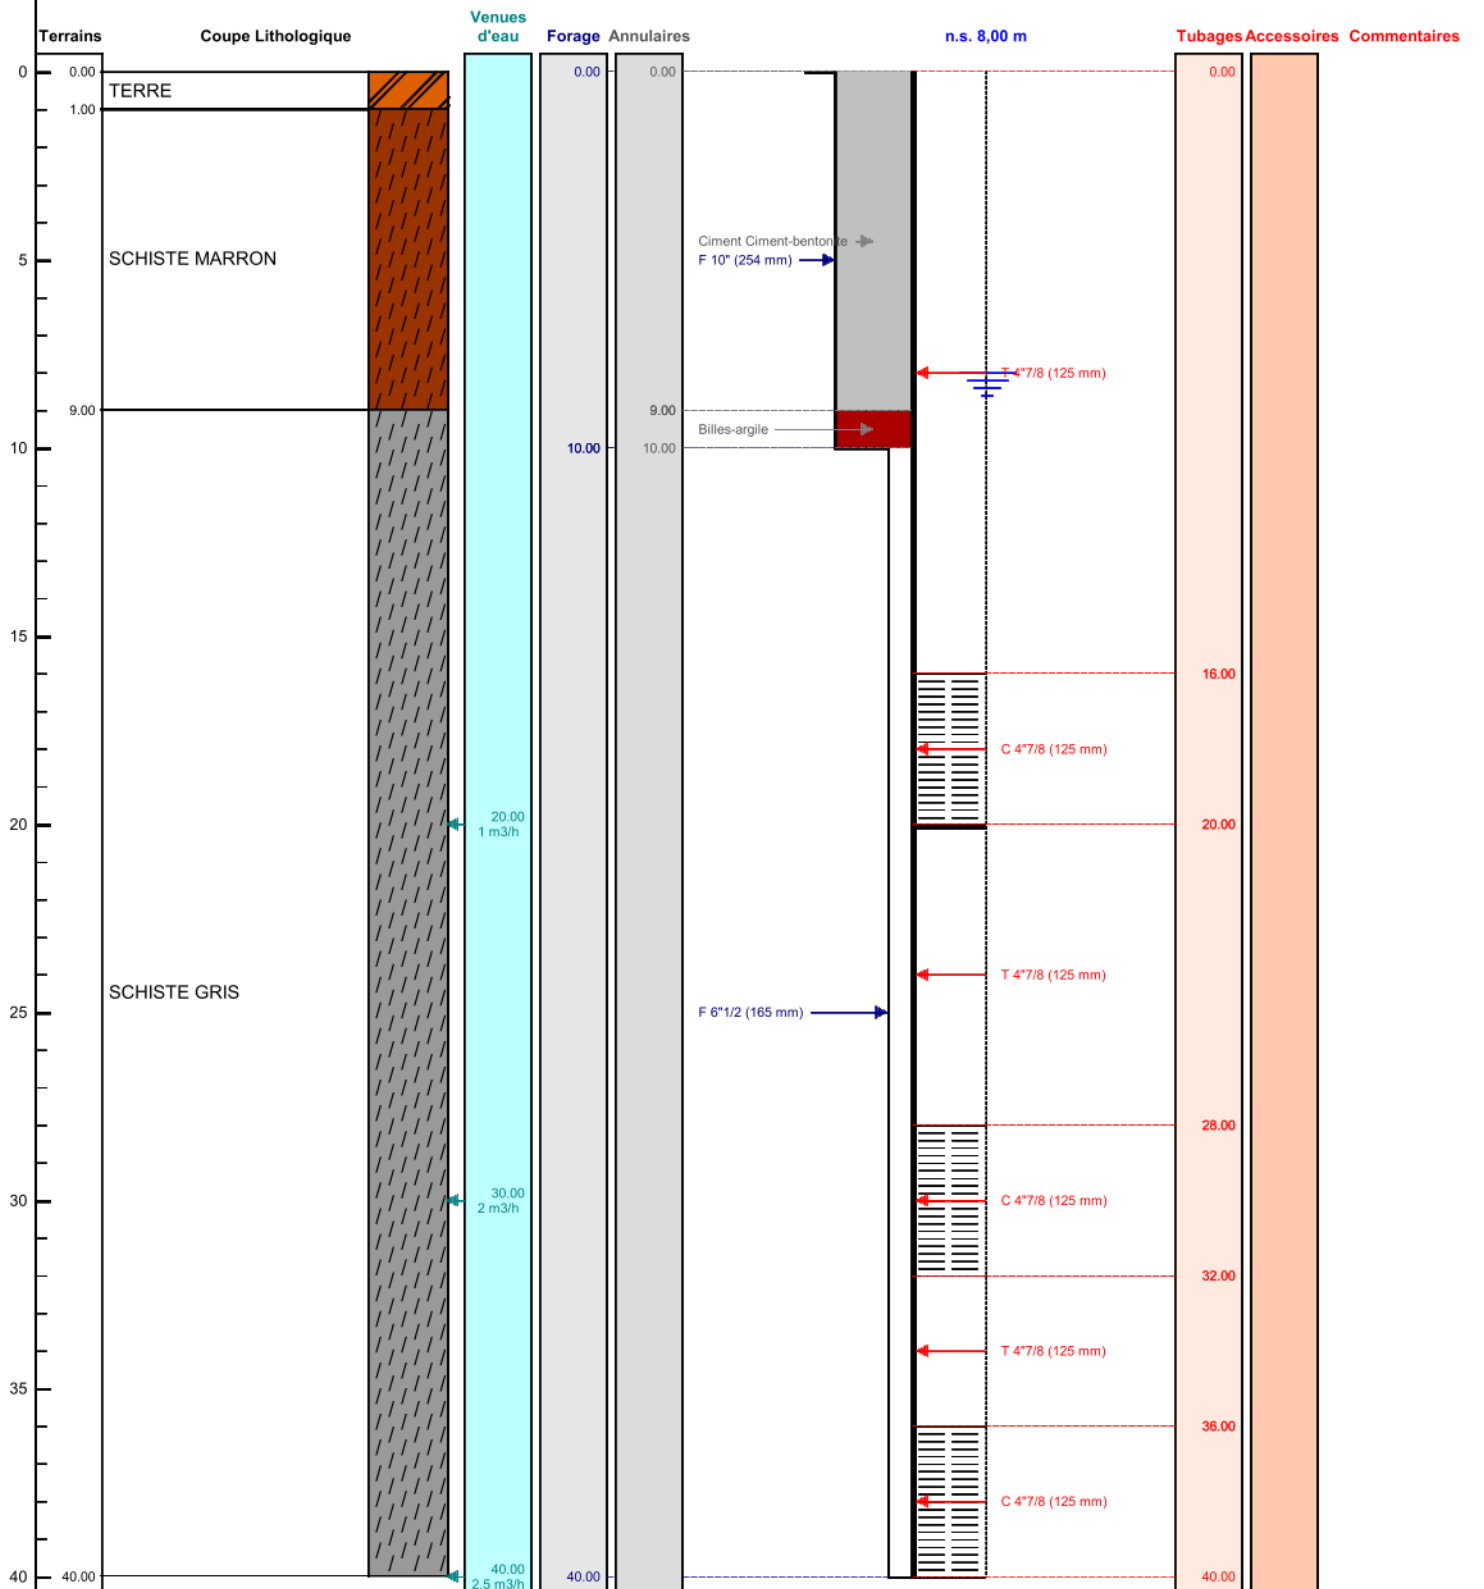 Terrains
Coupe Lithologique
Venues
d'eau
Forage
Annulaires
n.s. 8,00 m
Tubages
Accessoires
Commentaires
0
0.00
0.00
0.00
0.00
TERRE
1.00
Ciment Ciment-bentonite
5
SCHISTE MARRON
F 10" (254 mm)
T 4"7/8 (125 mm)
9.00
9.00
Billes-argile
10
10.00
10.00
15
16.00
C 4"7/8 (125 mm)
20
20.00
1 m3/h
20.00
T 4"7/8 (125 mm)
SCHISTE GRIS
25
F 6"1/2 (165 mm)
28.00
30
30.00
2 m3/h
C 4"7/8 (125 mm)
32.00
T 4"7/8 (125 mm)
35
36.00
C 4"7/8 (125 mm)
40
40.00
40.00
2.5 m3/h
40.00
40.00